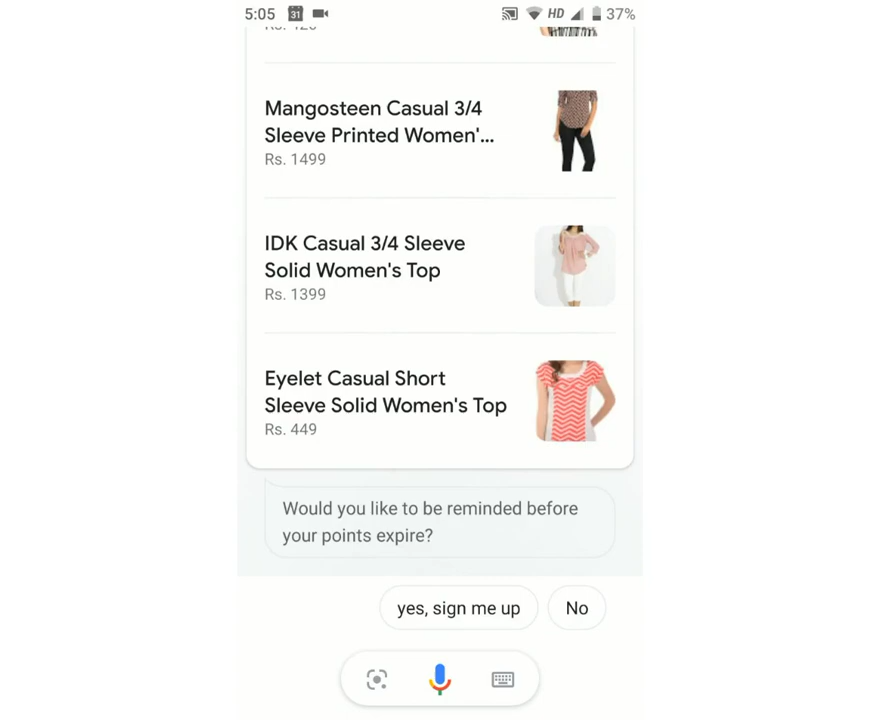 5:05 31 HD 37%
Mangosteen Casual 3/4
Sleeve Printed Women'...
Rs. 1499
IDK Casual 3/4 Sleeve
Solid Women's Top
Rs. 1399
Eyelet Casual Short
Sleeve Solid Women's Top
Rs. 449
Would you like to be reminded before
your points expire?
yes, sign me up No